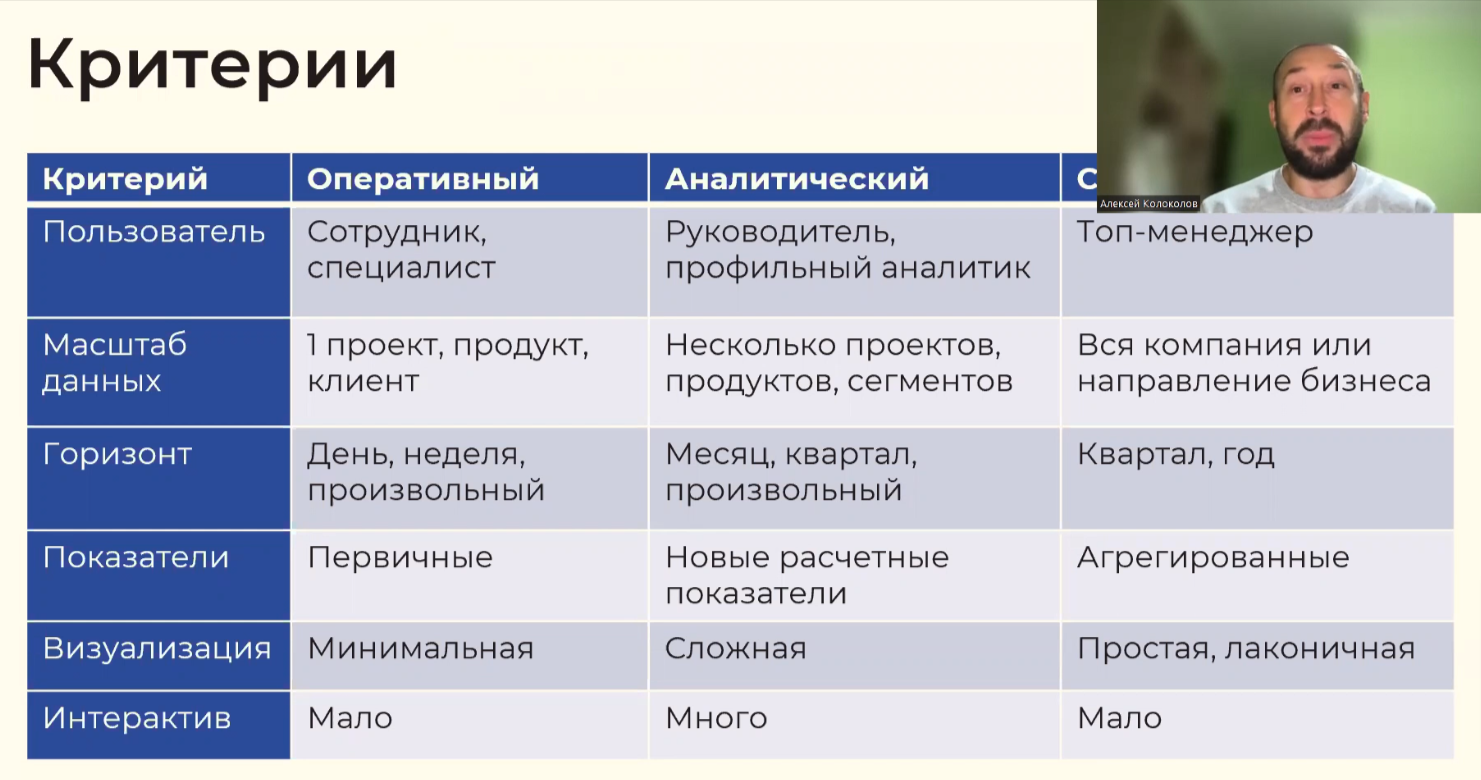 Критерии
Алексей Колоколов
Критерий Оперативный Аналитический С
Пользователь
Сотрудник,
специалист
Руководитель,
профильный аналитик
Топ-менеджер
Масштаб
данных
1 проект, продукт,
клиент
Несколько проектов,
продуктов, сегментов
Вся компания или
направление бизнеса
Горизонт
День, неделя,
произвольный
Месяц, квартал,
произвольный
Квартал, год
Показатели
Первичные
Новые расчетные
показатели
Агрегированные
Визуализация
Минимальная
Сложная
Простая, лаконичная
Интерактив
Мало
Много
Мало